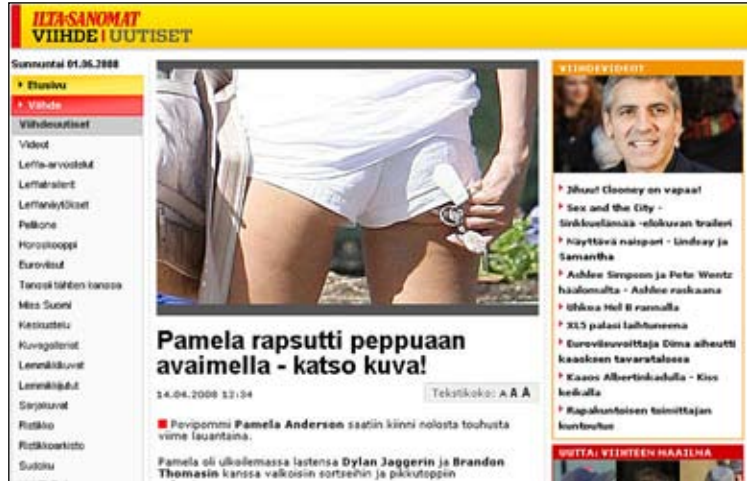 ILTA-SANOMAT
VIIHDE | UUTISET
Sunnuntai 01.06.2008
Etusivu
Viihde
Viihdeuutiset
Videot
Leffa-arvostelut
Leffatrailerit
Leffanäytökset
Pelikone
Horoskooppi
Euroviisut
Tanssii tähtien kanssa
Miss Suomi
Keskustelu
Kuvagalleriat
Lemmikkikuvat
Lemmikkijutut
Sarjakuvat
Ristikko
Ristikkoarkisto
Sudoku
Pamela rapsutti peppuaan
avaimella - katso kuva!
14.04.2008 12:34
Tekstikoko: A A A
Povipommi Pamela Anderson saatiin kiinni nolosta touhusta
viime lauantaina.
Pamela oli ulkoilemassa lastensa Dylan Jaggerin ja Brandon
Thomasin kanssa valkoisiin sortseihin ja pikkutoppiin
VIIHDEVIDEOT
Jihuu! Clooney on vapaa!
Sex and the City -
Sinkkuelämää -elokuvan traileri
Näyttävä naispari - Lindsay ja
Samantha
Ashlee Simpson ja Pete Wentz
häälomalta - Ashlee raskaana
Uhkea Mel B rannalla
XL5 palasi laihtuneena
Euroviisuvoittaja Dima aiheutti
kaaoksen tavaratalossa
Kaaos Albertinkadulla - Kiss
keikalla
Rapakuntoisen toimittajan
kuntoutus
UUTTA: VIIHTEEN MAAILMA